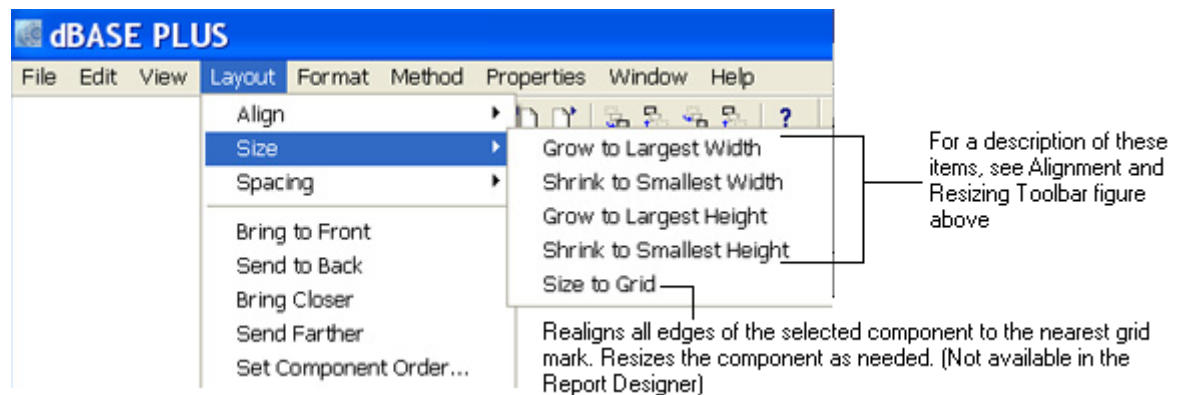 dBASE PLUS
File Edit View Layout Format Method Properties Window Help
Align
Size
Spacing
Bring to Front
Send to Back
Bring Closer
Send Farther
Set Component Order...
?
Grow to Largest Width
Shrink to Smallest Width
Grow to Largest Height
Shrink to Smallest Height
Size to Grid
For a description of these
items, see Alignment and
Resizing Toolbar figure
above
Realigns all edges of the selected component to the nearest grid
mark. Resizes the component as needed. (Not available in the
Report Designer)